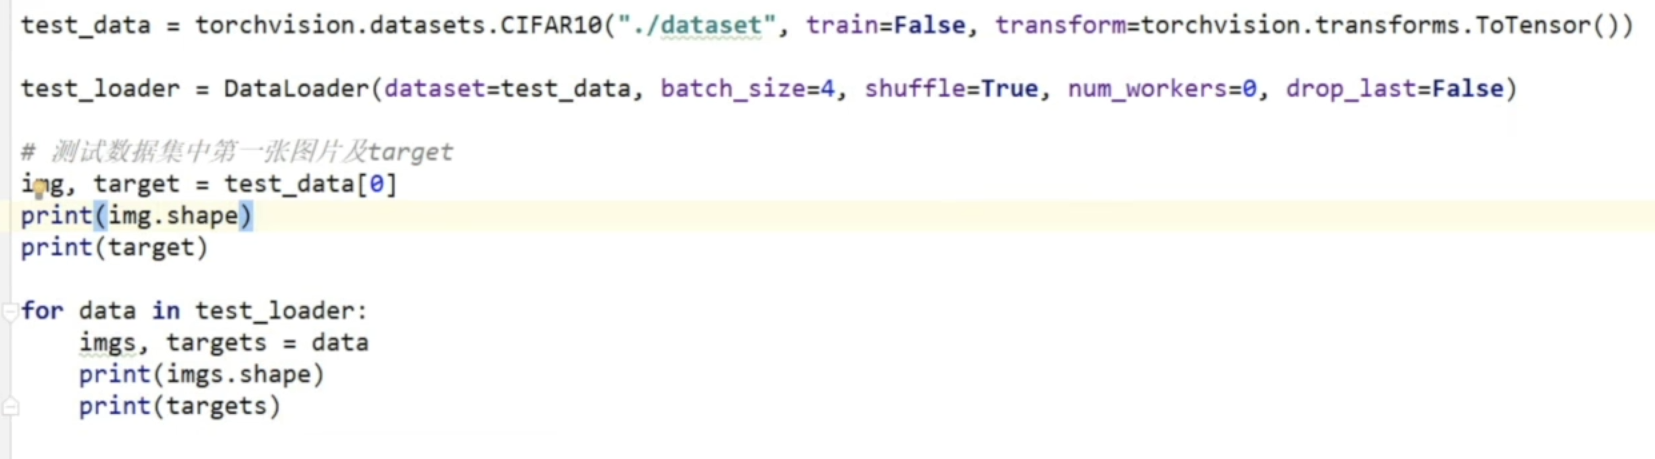 test_data = torchvision.datasets.CIFAR10("./dataset", train=False, transform=torchvision.transforms.ToTensor())
test_loader = DataLoader(dataset=test_data, batch_size=4, shuffle=True, num_workers=0, drop_last=False)
# 测试数据集中第一张图片及target
img, target = test_data[0]
print(img.shape)
print(target)
for data in test_loader:
    imgs, targets = data
    print(imgs.shape)
    print(targets)